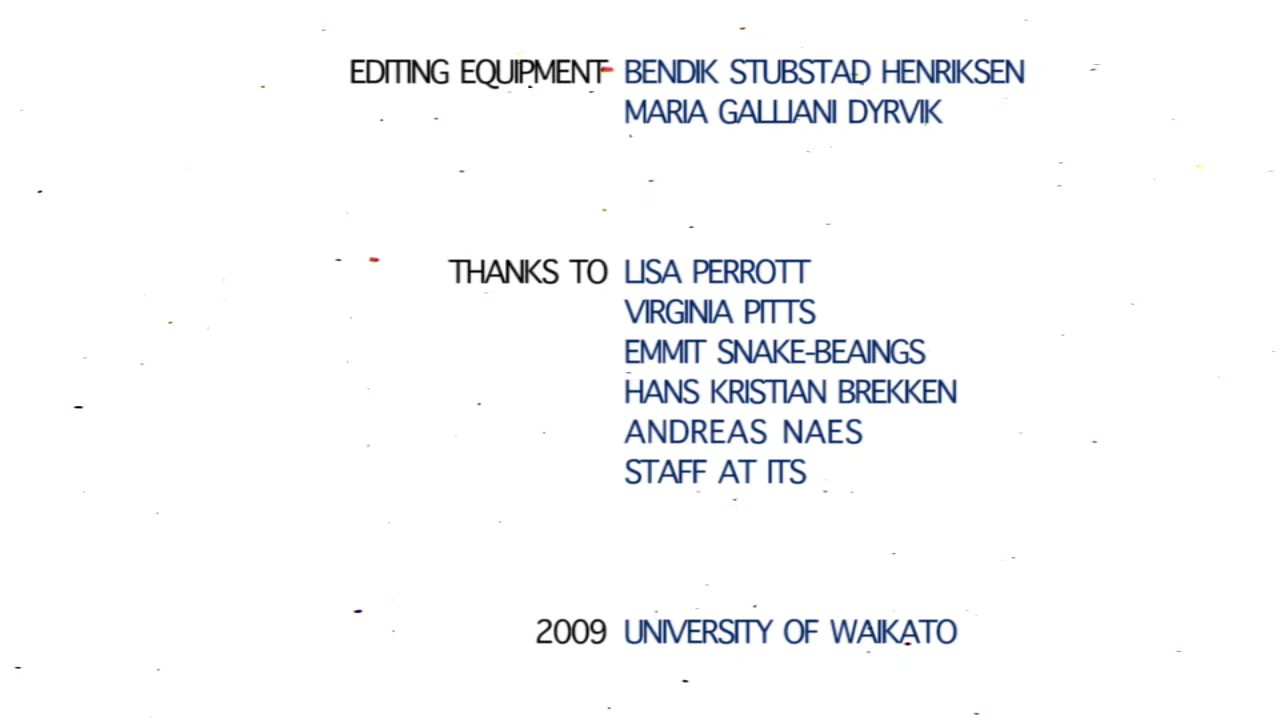 EDITING EQUIPMENT BENDIK STUBSTAD HENRIKSEN
MARIA GALLIANI DYRVIK
THANKS TO LISA PERROTT
VIRGINIA PITTS
EMMIT SNAKE-BEAINGS
HANS KRISTIAN BREKKEN
ANDREAS NAES
STAFF AT ITS
2009 UNIVERSITY OF WAIKATO